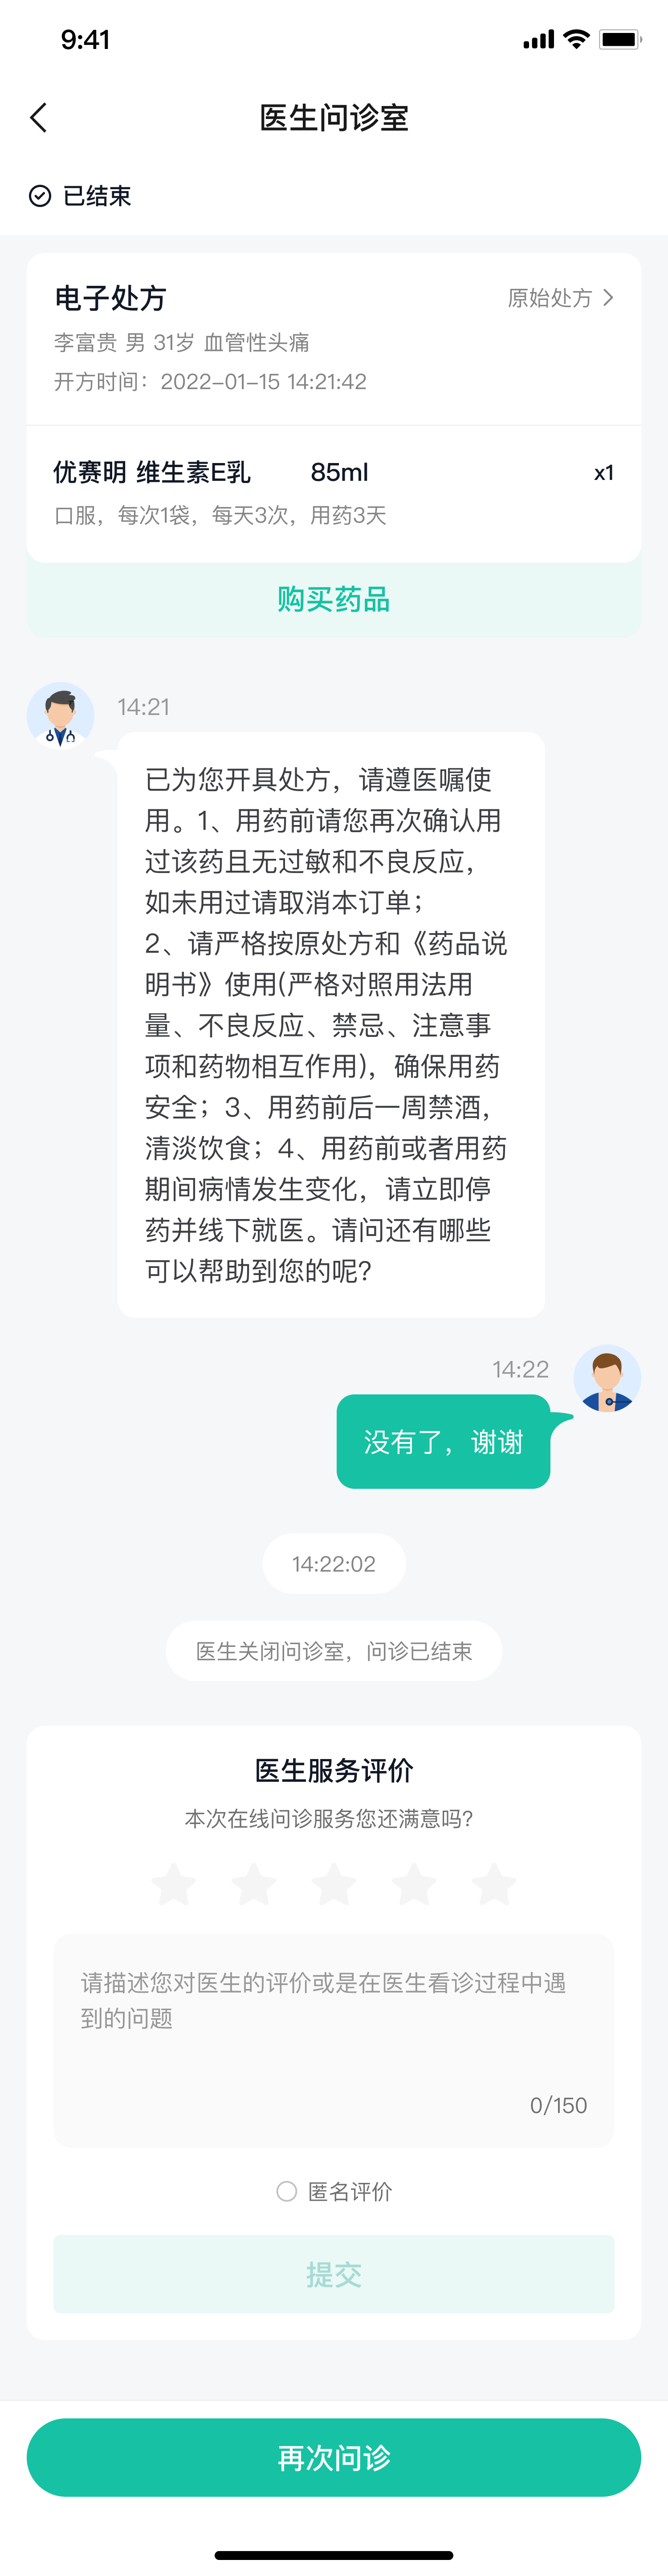 9:41
医生问诊室
已结束
电子处方 原始处方
李富贵 男 31岁 血管性头痛
开方时间：2022-01-15 14:21:42
优赛明 维生素E乳 85ml x1
口服，每次1袋，每天3次，用药3天
购买药品
14:21
已为您开具处方，请遵医嘱使
用。1、用药前请您再次确认用
过该药且无过敏和不良反应，
如未用过请取消本订单；
2、请严格按原处方和《药品说
明书》使用(严格对照用法用
量、不良反应、禁忌、注意事
项和药物相互作用)，确保用药
安全；3、用药前后一周禁酒，
清淡饮食；4、用药前或者用药
期间病情发生变化，请立即停
药并线下就医。请问还有哪些
可以帮助到您的呢？
14:22
没有了，谢谢
14:22:02
医生关闭问诊室，问诊已结束
医生服务评价
本次在线问诊服务您还满意吗？
请描述您对医生的评价或是在医生看诊过程中遇
到的问题
0/150
匿名评价
提交
再次问诊